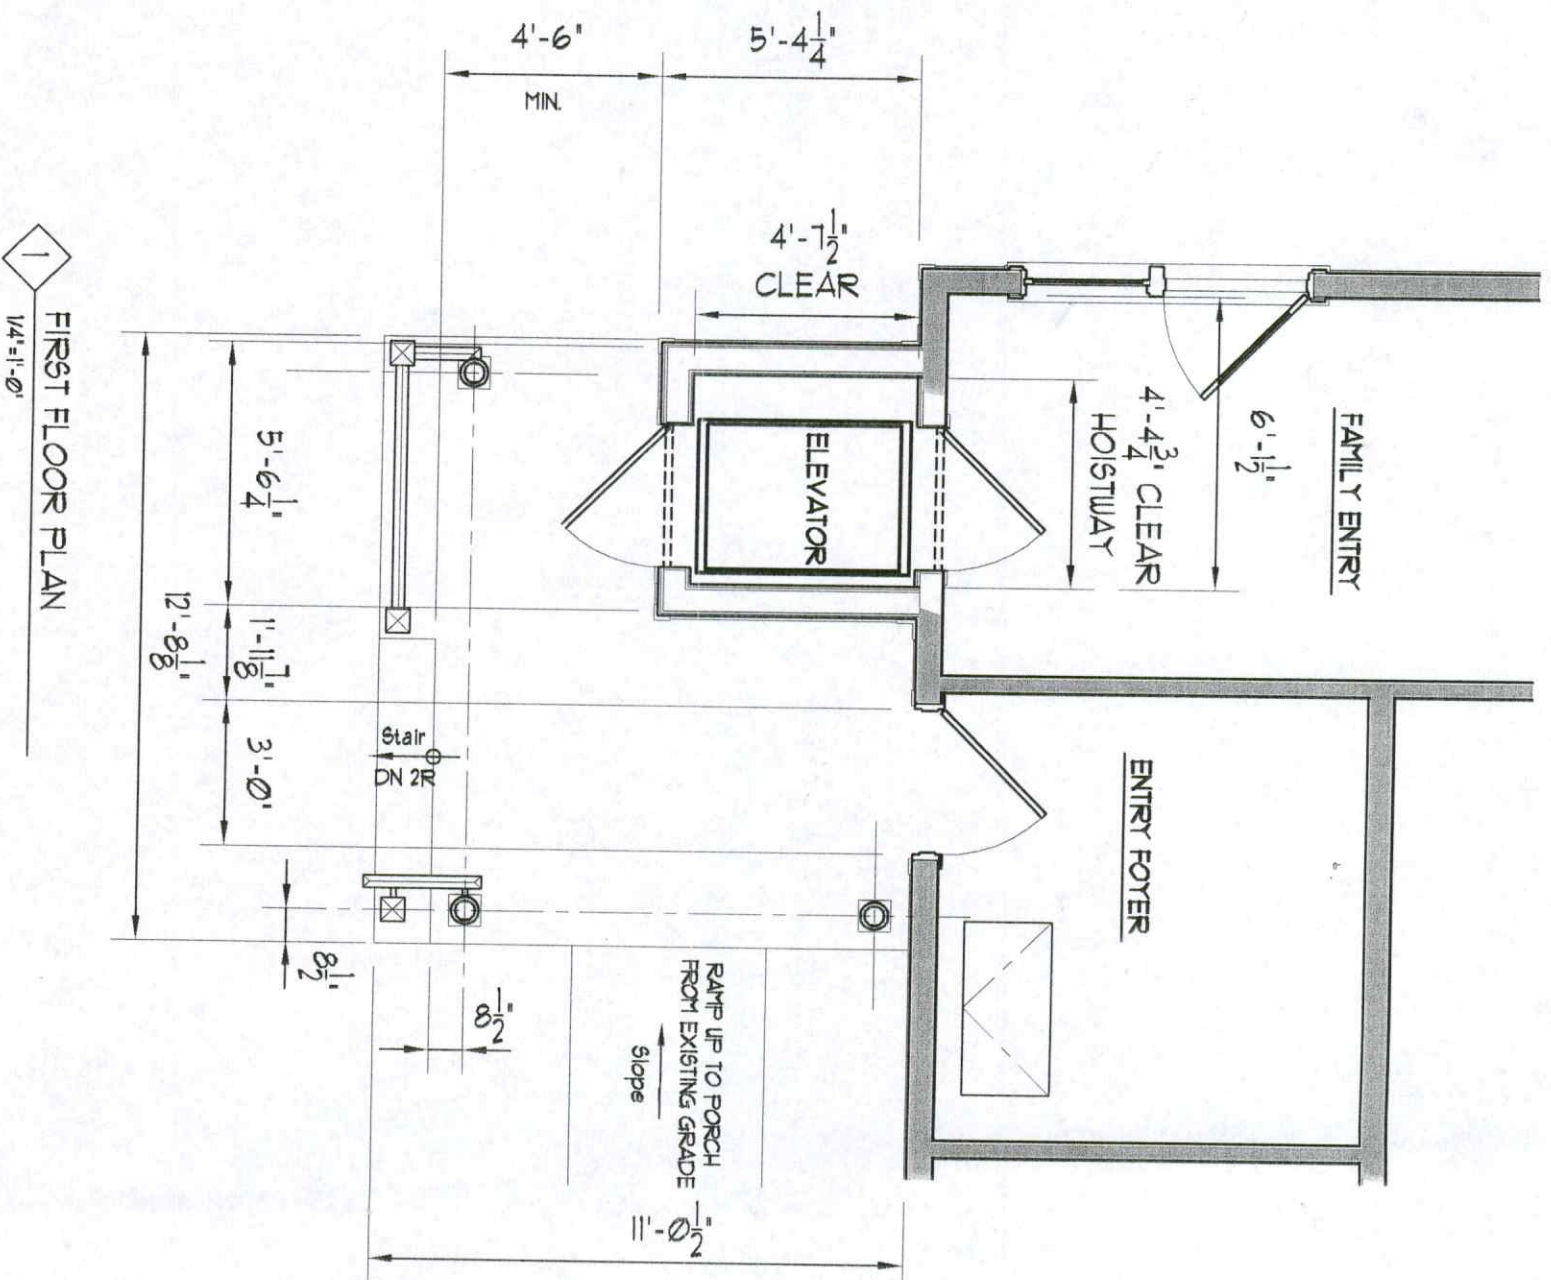 4'-6"
MIN.
5'-4 1/4"
4'-7 1/2"
CLEAR
ELEVATOR
4'-4 3/4" CLEAR
HOISTWAY
6'-1 1/2"
FAMILY ENTRY
ENTRY FOYER
5'-6 1/4"
1'-11 7/8"
3'-0"
12'-8 1/8"
8 1/2"
8 1/2"
Stair
DN 2R
RAMP UP TO PORCH
FROM EXISTING GRADE
Slope
11'-0 1/2"
1
FIRST FLOOR PLAN
1/4"=1'-0"